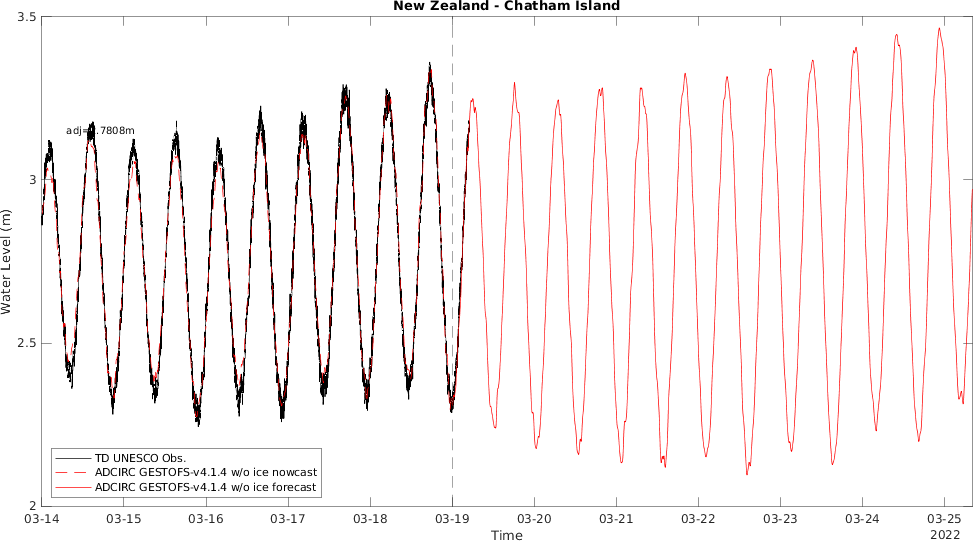 New Zealand - Chatham Island
3.5
3
2.5
2
Water Level (m)
TD UNESCO Obs.
ADCIRC GESTOFS-v4.1.4 w/o ice nowcast
ADCIRC GESTOFS-v4.1.4 w/o ice forecast
03-14 03-15 03-16 03-17 03-18 03-19 03-20 03-21 03-22 03-23 03-24 03-25
Time
2022